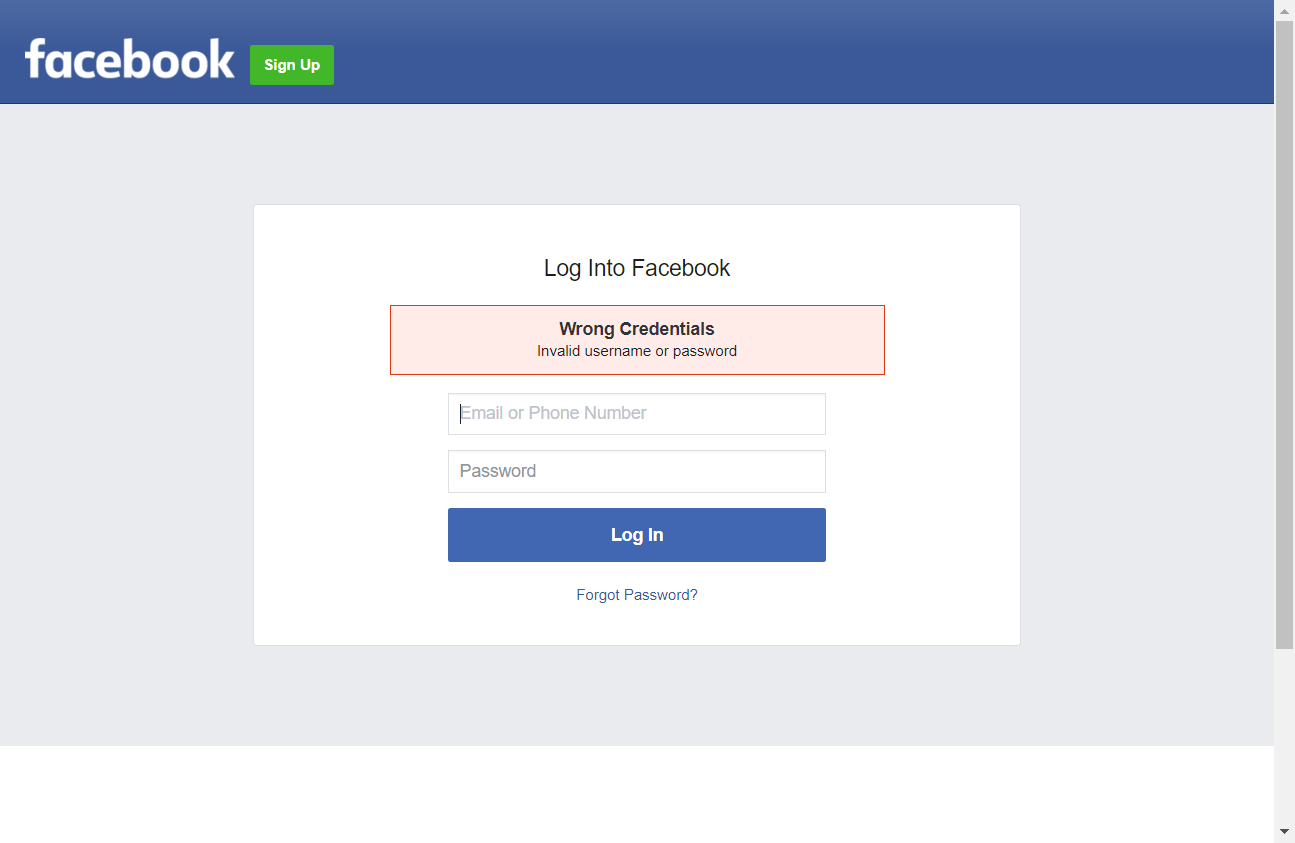 facebook
Sign Up
Log Into Facebook
Wrong Credentials
Invalid username or password
Email or Phone Number
Password
Log In
Forgot Password?